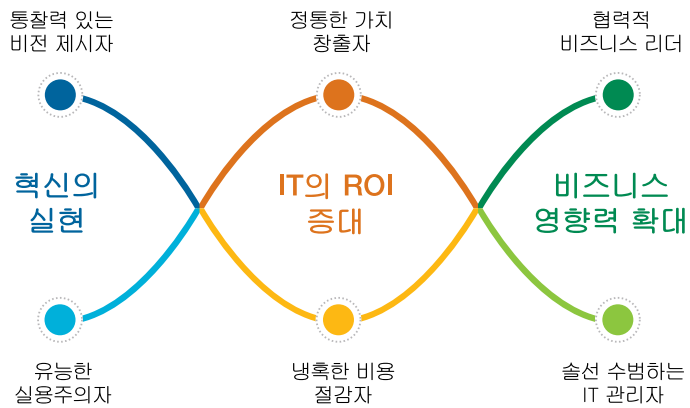 통찰력 있는
비전 제시자
정통한 가치
창출자
협력적
비즈니스 리더
혁신의
실현
IT의 ROI
증대
비즈니스
영향력 확대
유능한
실용주의자
냉혹한 비용
절감자
솔선 수범하는
IT 관리자